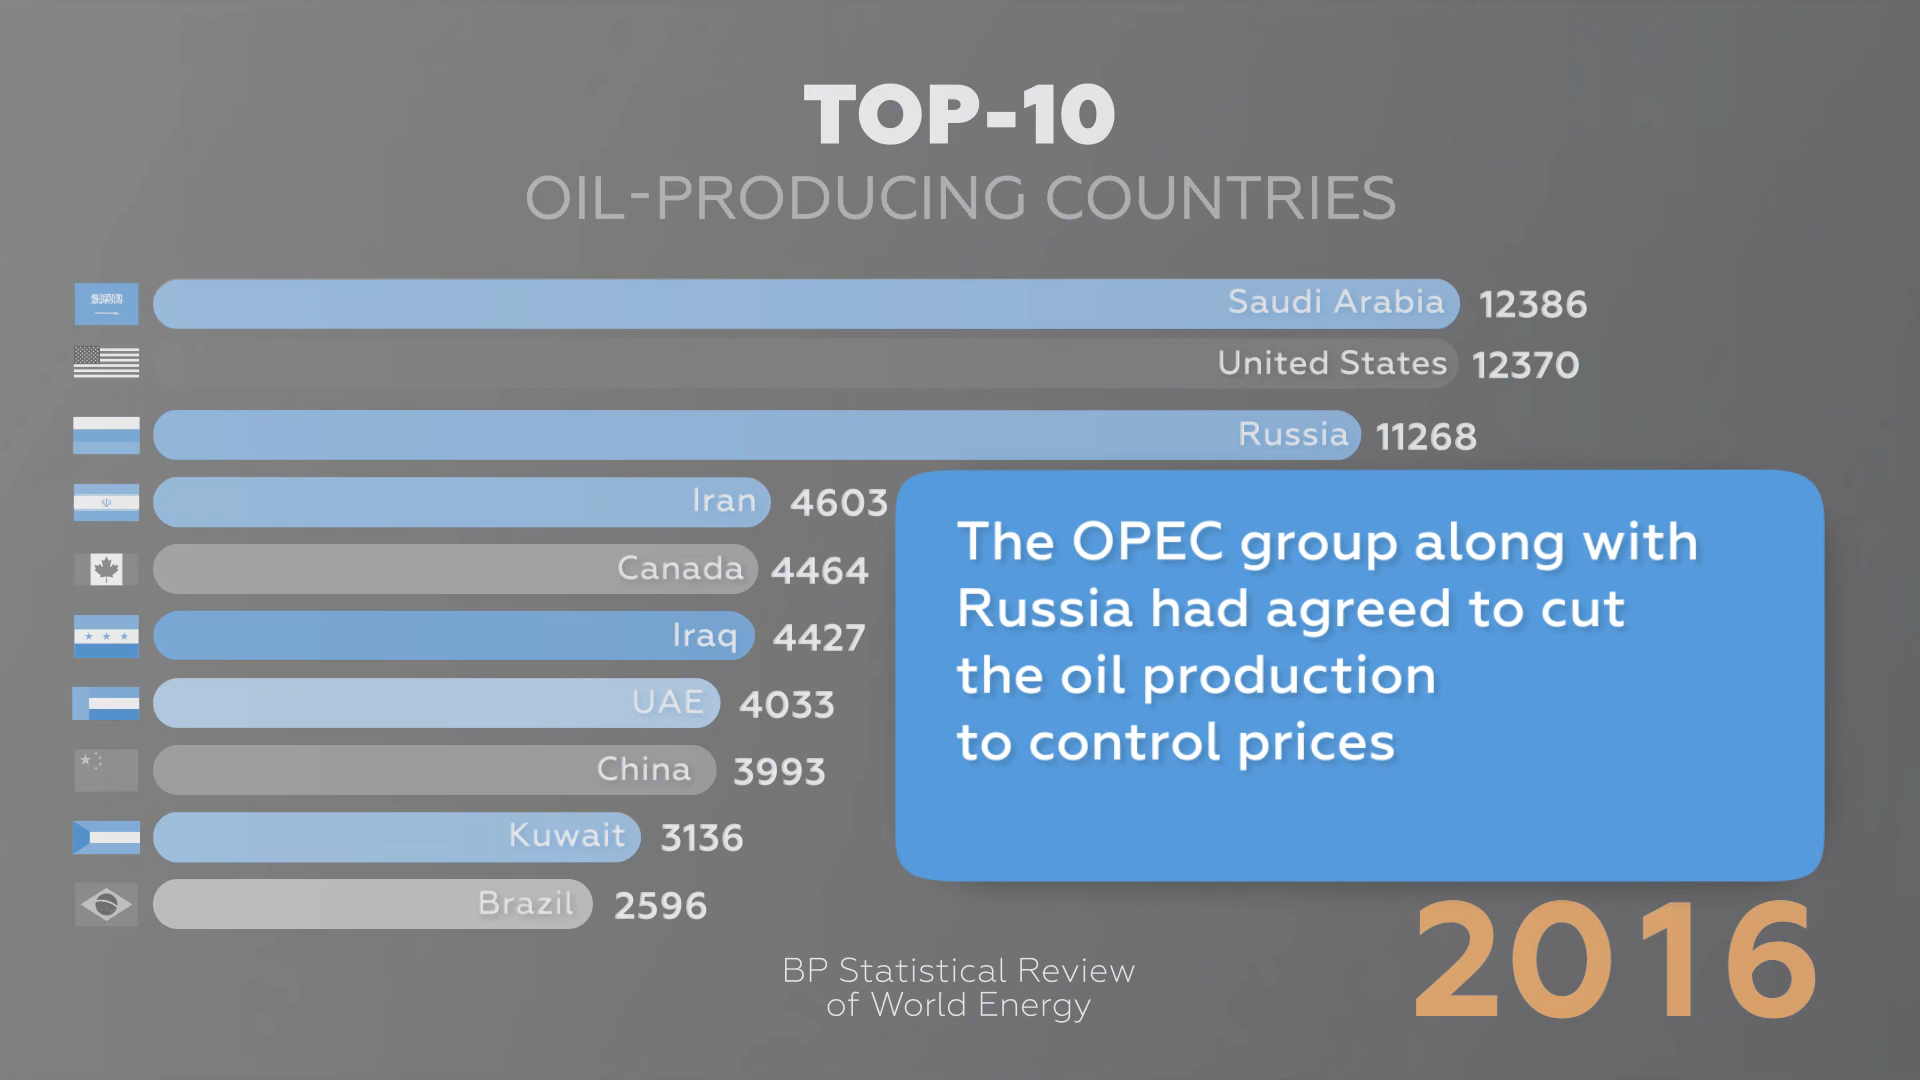 TOP-10
OIL-PRODUCING COUNTRIES
Saudi Arabia 12386
United States 12370
Russia 11268
Iran 4603
Canada 4464
Iraq 4427
UAE 4033
China 3993
Kuwait 3136
Brazil 2596
The OPEC group along with
Russia had agreed to cut
the oil production
to control prices
BP Statistical Review
of World Energy
2016